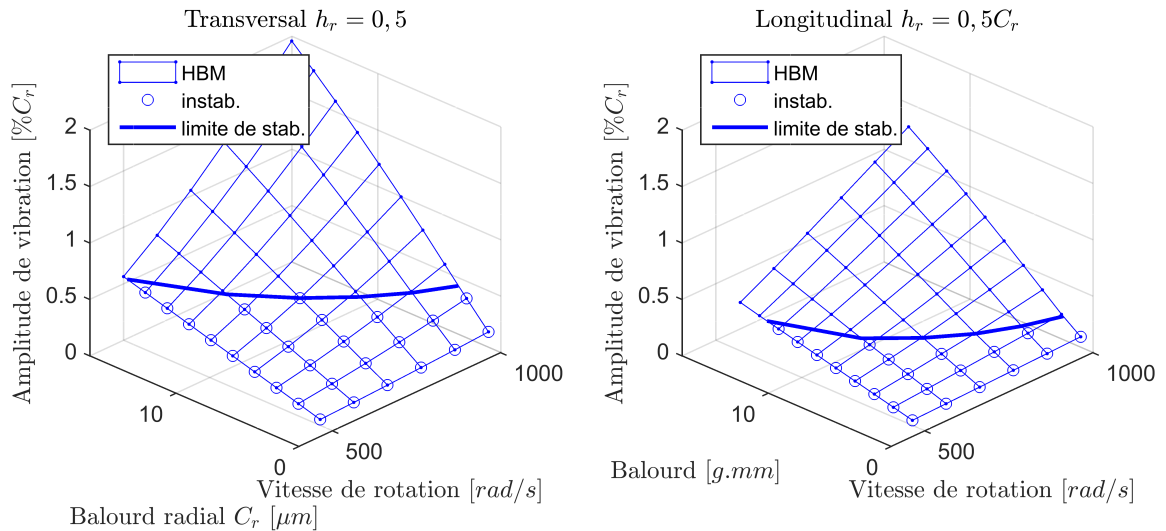 Transversal h_r = 0, 5
HBM
instab.
limite de stab.
Amplitude de vibration [%C_r]
2
1.5
1
0.5
0
10
0
500
1000
Vitesse de rotation [rad/s]
Balourd radial C_r [μm]
Longitudinal h_r = 0, 5C_r
HBM
instab.
limite de stab.
Amplitude de vibration [%C_r]
2
1.5
1
0.5
0
10
0
500
1000
Balourd [g.mm]
Vitesse de rotation [rad/s]